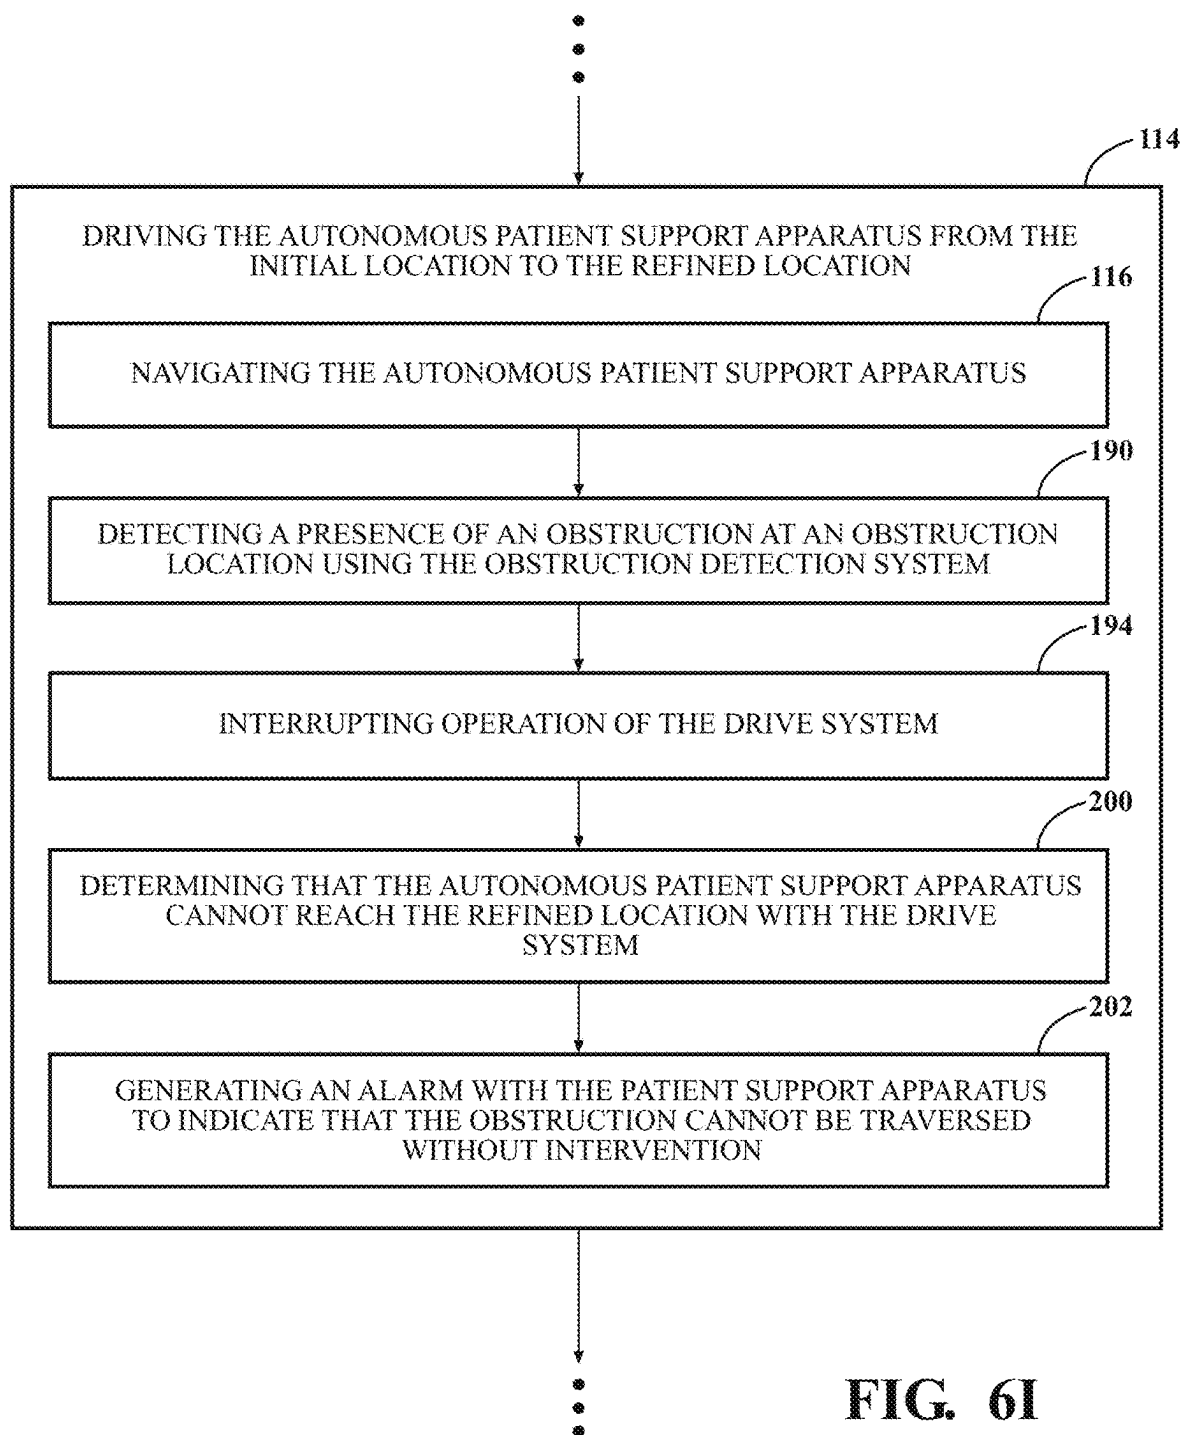 114
DRIVING THE AUTONOMOUS PATIENT SUPPORT APPARATUS FROM THE
INITIAL LOCATION TO THE REFINED LOCATION
116
NAVIGATING THE AUTONOMOUS PATIENT SUPPORT APPARATUS
190
DETECTING A PRESENCE OF AN OBSTRUCTION AT AN OBSTRUCTION
LOCATION USING THE OBSTRUCTION DETECTION SYSTEM
194
INTERRUPTING OPERATION OF THE DRIVE SYSTEM
200
DETERMINING THAT THE AUTONOMOUS PATIENT SUPPORT APPARATUS
CANNOT REACH THE REFINED LOCATION WITH THE DRIVE
SYSTEM
202
GENERATING AN ALARM WITH THE PATIENT SUPPORT APPARATUS
TO INDICATE THAT THE OBSTRUCTION CANNOT BE TRAVERSED
WITHOUT INTERVENTION
FIG. 6I